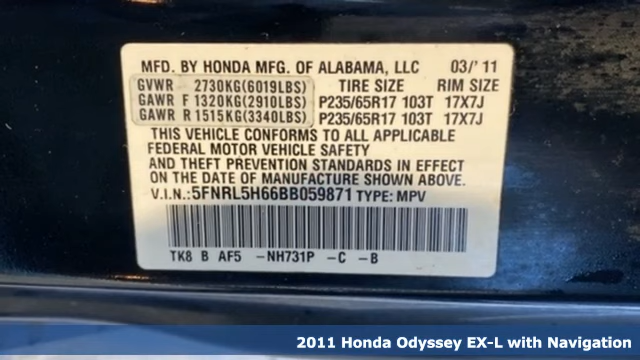 MFD. BY HONDA MFG. OF ALABAMA, LLC 03/'11
GVWR 2730KG(6019LBS) TIRE SIZE RIM SIZE
GAWR F 1320KG(2910LBS) P235/65R17 103T 17X7J
GAWR R 1515KG(3340LBS) P235/65R17 103T 17X7J
THIS VEHICLE CONFORMS TO ALL APPLICABLE
FEDERAL MOTOR VEHICLE SAFETY
AND THEFT PREVENTION STANDARDS IN EFFECT
ON THE DATE OF MANUFACTURE SHOWN ABOVE.
V.I.N.: 5FNRL5H66BB059871 TYPE: MPV
TK8 B AF5 -NH731P -C -B
2011 Honda Odyssey EX-L with Navigation